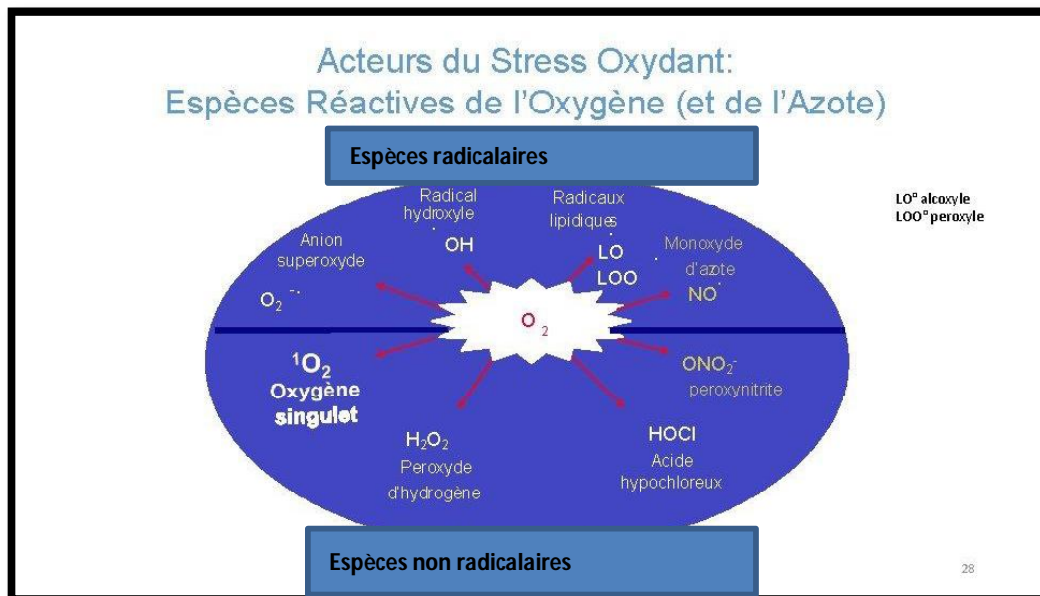 Acteurs du Stress Oxydant:
Espèces Réactives de l'Oxygène (et de l'Azote)
Espèces radicalaires
LO° alcoxyle
LOO° peroxyle
Radical
hydroxyle
˙OH
Radicaux
lipidiques
LO˙
LOO˙
Anion
superoxyde
O₂⁻˙
Monoxyde
d'azote
NO˙
O₂
¹O₂
Oxygène
singulet
ONO₂⁻
peroxynitrite
H₂O₂
Peroxyde
d'hydrogène
HOCl
Acide
hypochloreux
Espèces non radicalaires
28